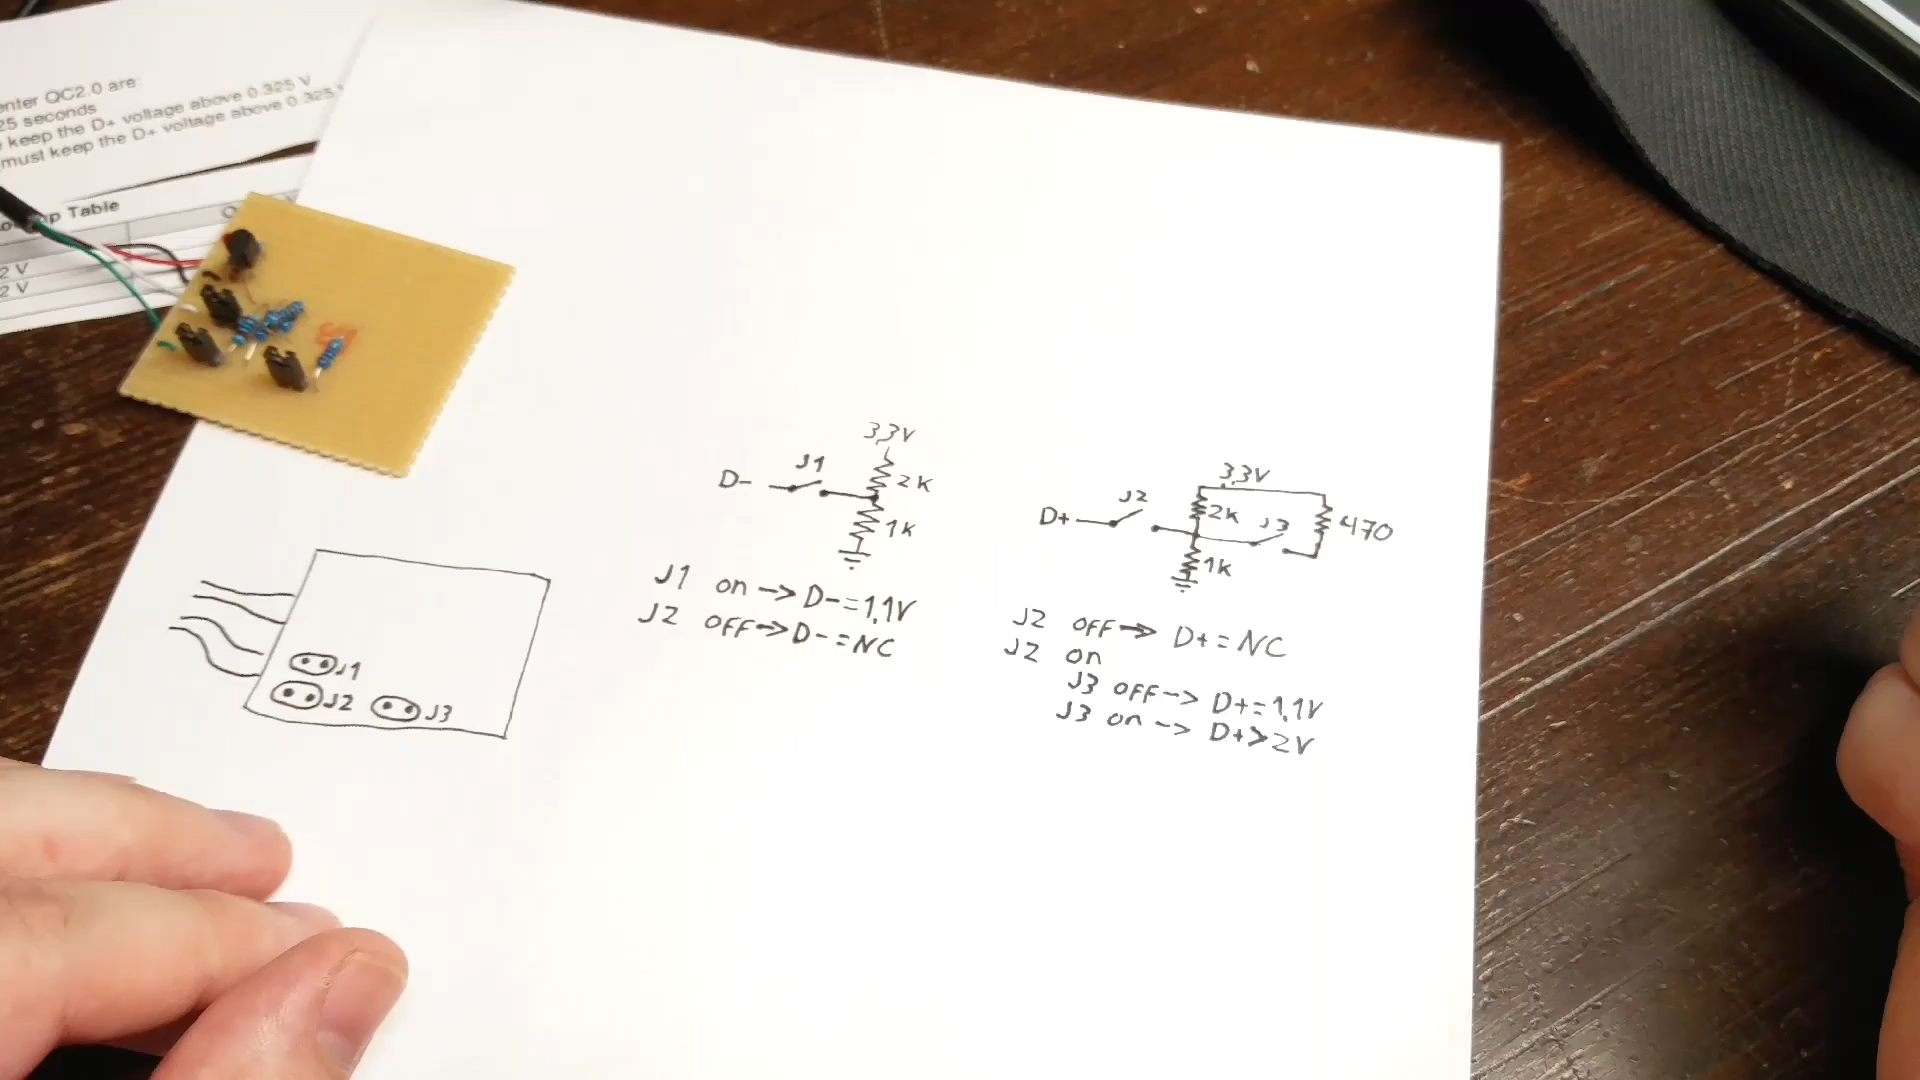 enter QC2.0 are:
25 seconds
keep the D+ voltage above 0.325 V
must keep the D+ voltage above 0.325
p Table
2 V
2 V
3,3V
D- J1 2K
1K
J1 on -> D-=1,1V
J2 OFF-> D-=NC
3,3V
D+ J2 2K J3 470
1K
J2 OFF-> D+=NC
J2 on
J3 OFF-> D+=1,1V
J3 on -> D+>2V
J1
J2 J3